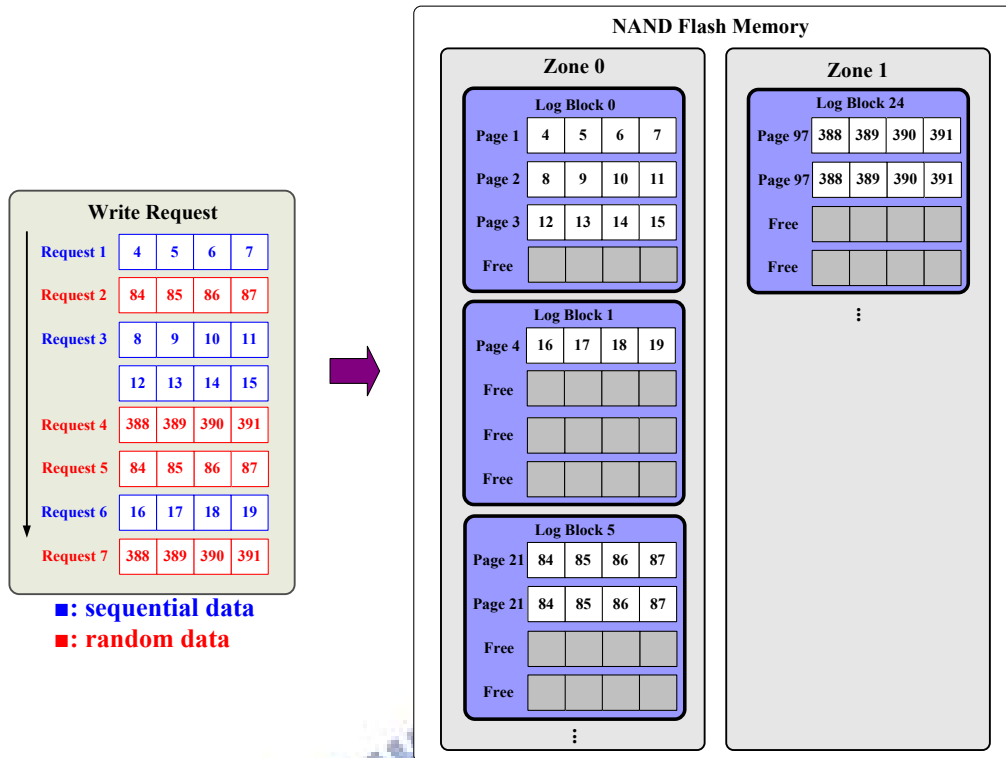 Write Request
Request 1 4 5 6 7
Request 2 84 85 86 87
Request 3 8 9 10 11
12 13 14 15
Request 4 388 389 390 391
Request 5 84 85 86 87
Request 6 16 17 18 19
Request 7 388 389 390 391
■: sequential data
■: random data
NAND Flash Memory
Zone 0
Log Block 0
Page 1 4 5 6 7
Page 2 8 9 10 11
Page 3 12 13 14 15
Free
Log Block 1
Page 4 16 17 18 19
Free
Free
Free
Log Block 5
Page 21 84 85 86 87
Page 21 84 85 86 87
Free
Free
⋮
Zone 1
Log Block 24
Page 97 388 389 390 391
Page 97 388 389 390 391
Free
Free
⋮